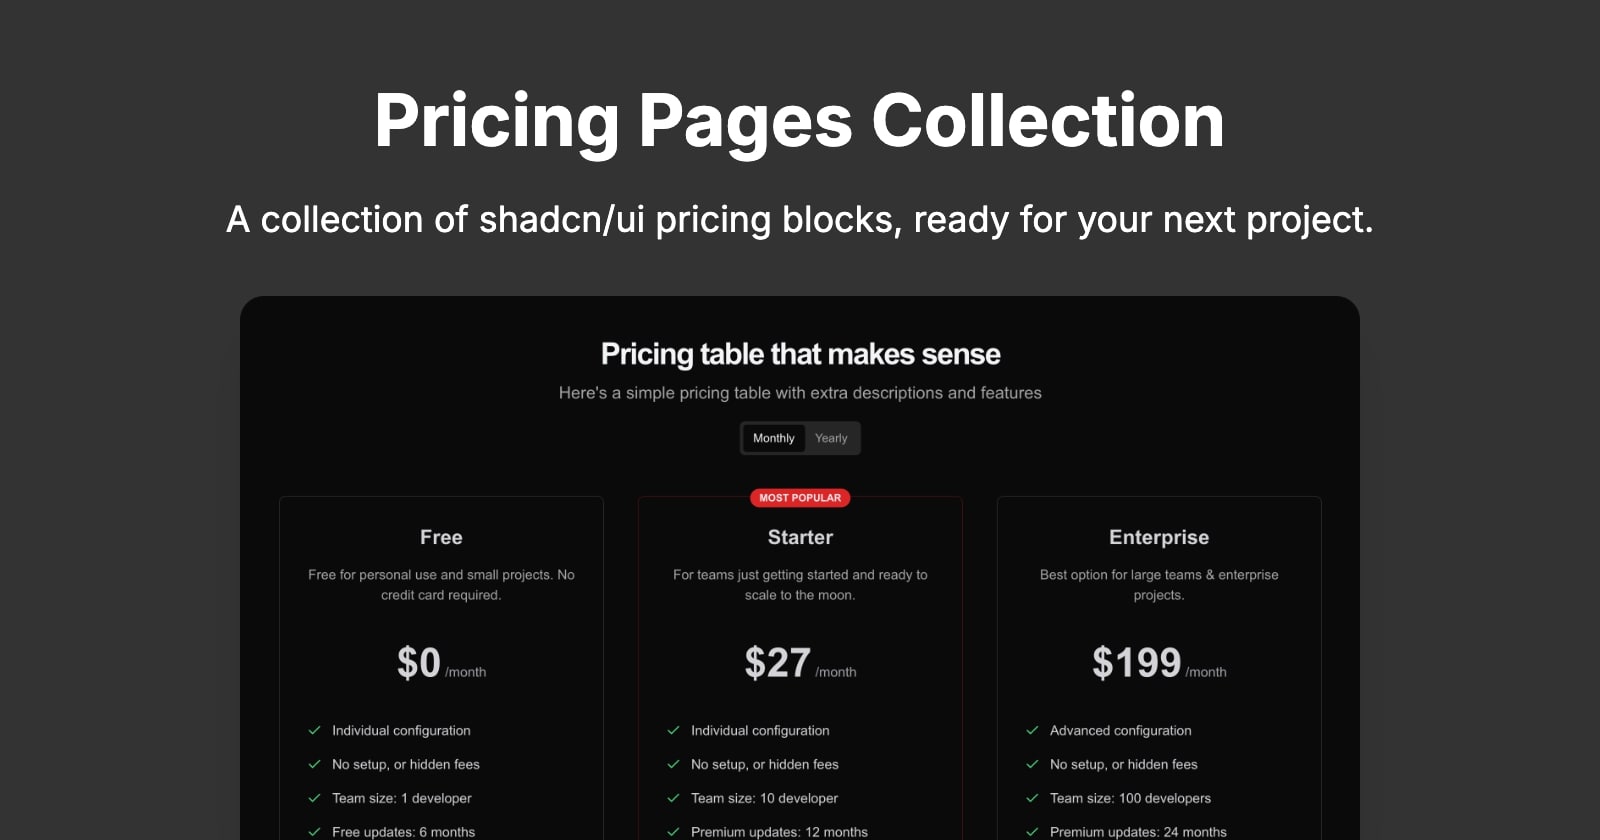 Pricing Pages Collection
A collection of shadcn/ui pricing blocks, ready for your next project.
Pricing table that makes sense
Here's a simple pricing table with extra descriptions and features
Monthly Yearly
Free
Free for personal use and small projects. No
credit card required.
$0 /month
Individual configuration
No setup, or hidden fees
Team size: 1 developer
Free updates: 6 months
MOST POPULAR
Starter
For teams just getting started and ready to
scale to the moon.
$27 /month
Individual configuration
No setup, or hidden fees
Team size: 10 developer
Premium updates: 12 months
Enterprise
Best option for large teams & enterprise
projects.
$199 /month
Advanced configuration
No setup, or hidden fees
Team size: 100 developers
Premium updates: 24 months